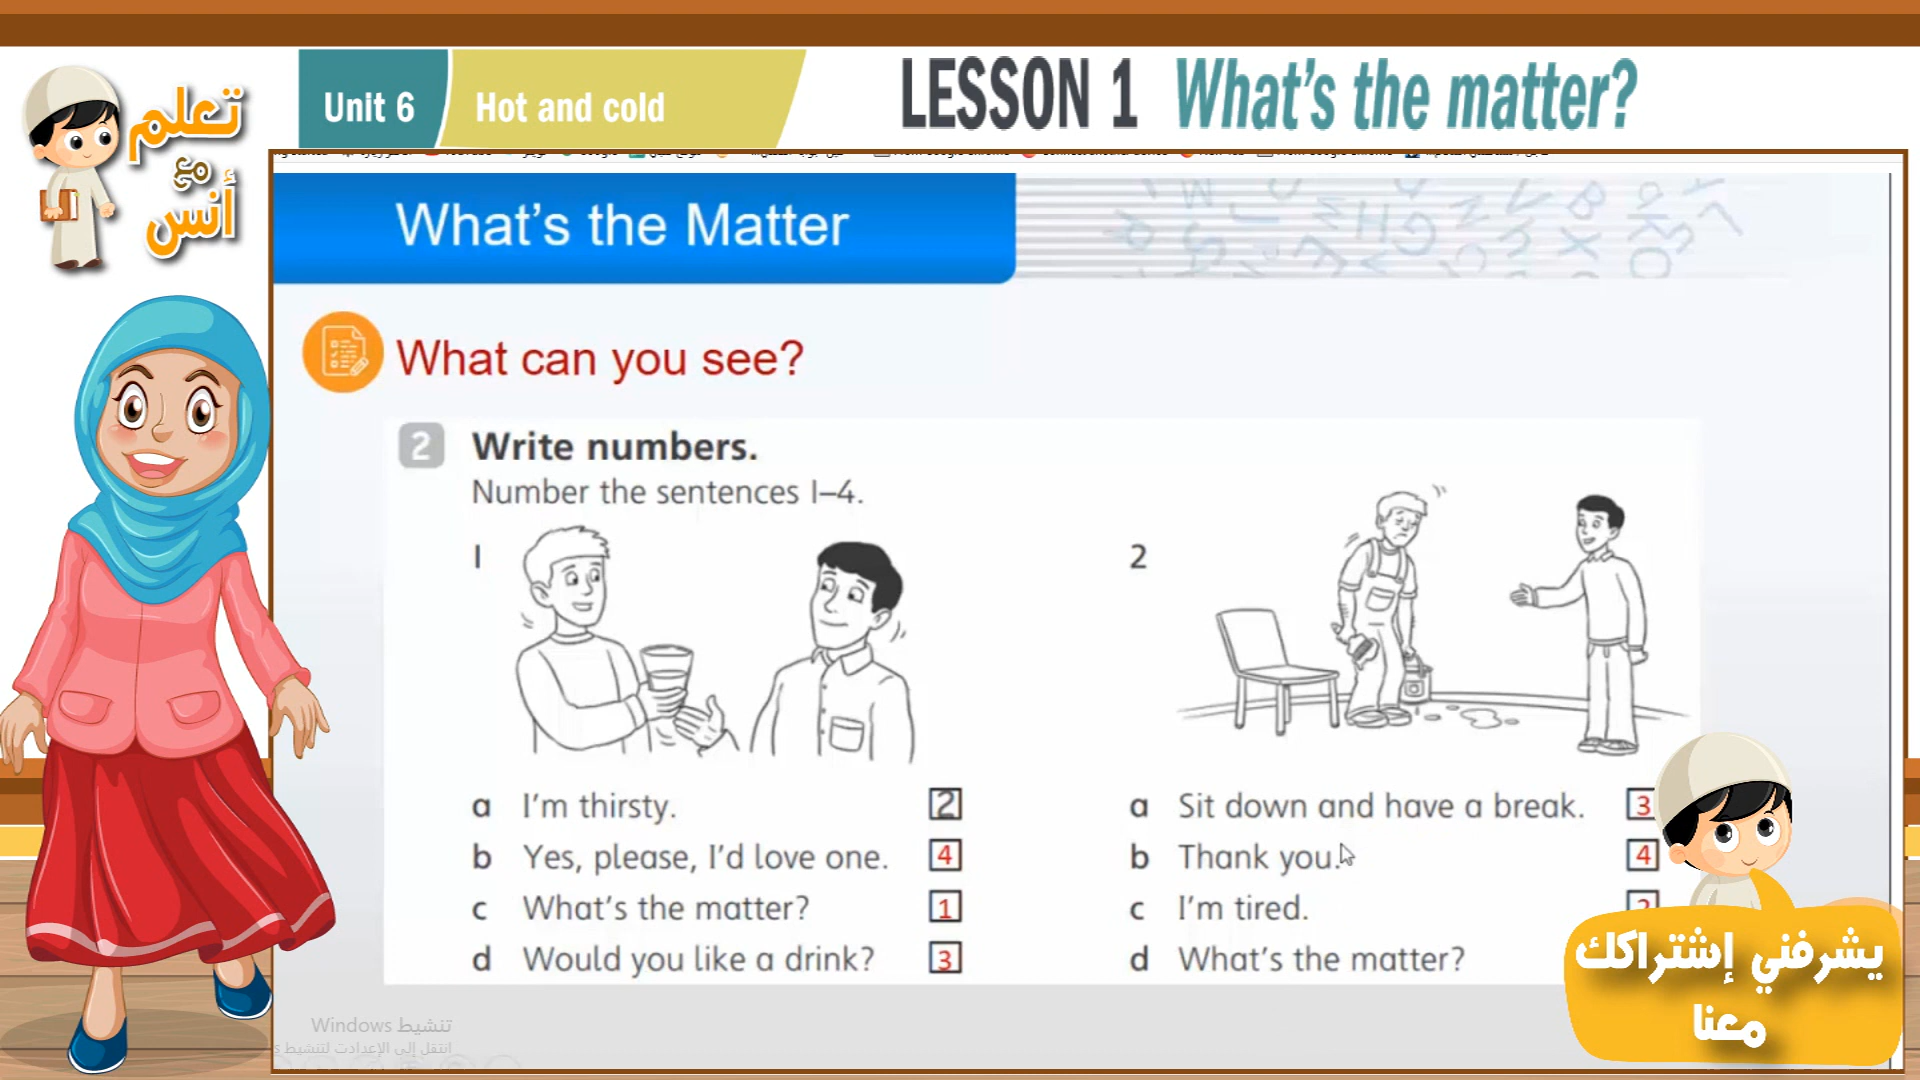 تعلم
مع
أنس
Unit 6
Hot and cold
LESSON 1 What's the matter?
What's the Matter
What can you see?
2 Write numbers.
Number the sentences 1–4.
1
a I'm thirsty. 2
b Yes, please, I'd love one. 4
c What's the matter? 1
d Would you like a drink? 3
2
a Sit down and have a break. 3
b Thank you. 4
c I'm tired.
d What's the matter?
يشرفني إشتراكك
معنا
تنشيط Windows
انتقل إلى الإعدادت لتنشيط